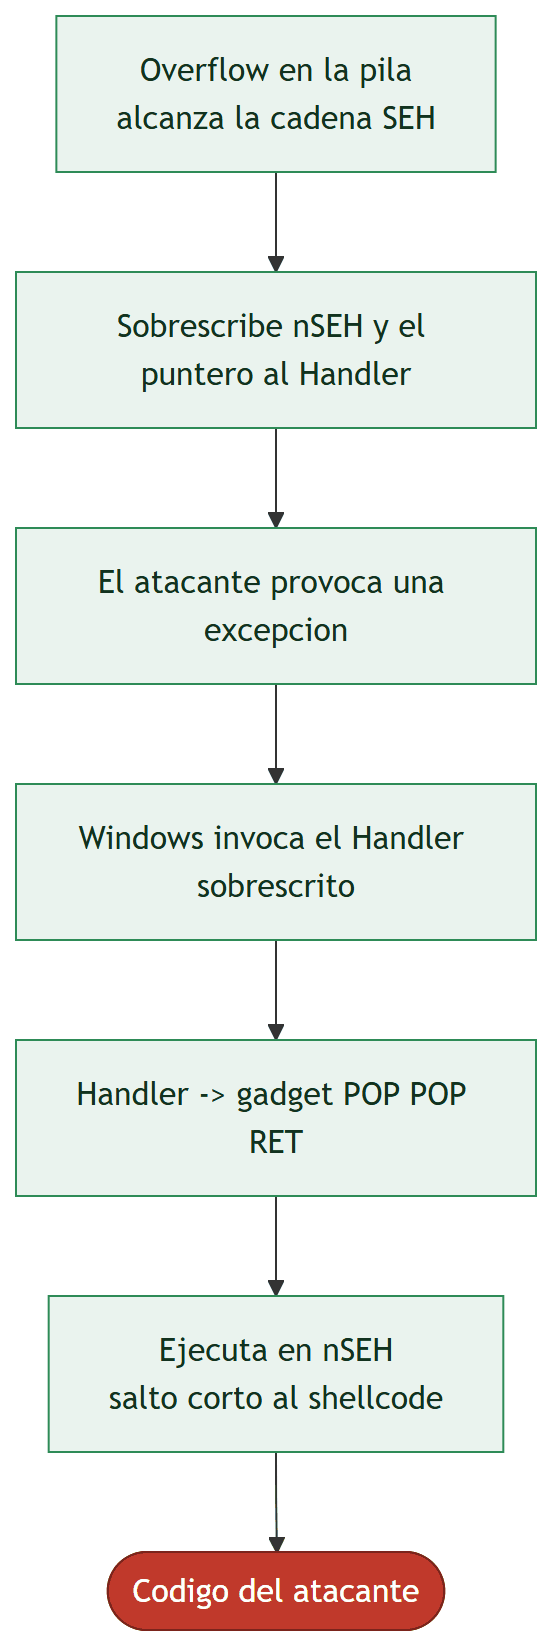 Overflow en la pila
alcanza la cadena SEH
Sobrescribe nSEH y el
puntero al Handler
El atacante provoca una
excepcion
Windows invoca el Handler
sobrescrito
Handler -> gadget POP POP
RET
Ejecuta en nSEH
salto corto al shellcode
Codigo del atacante